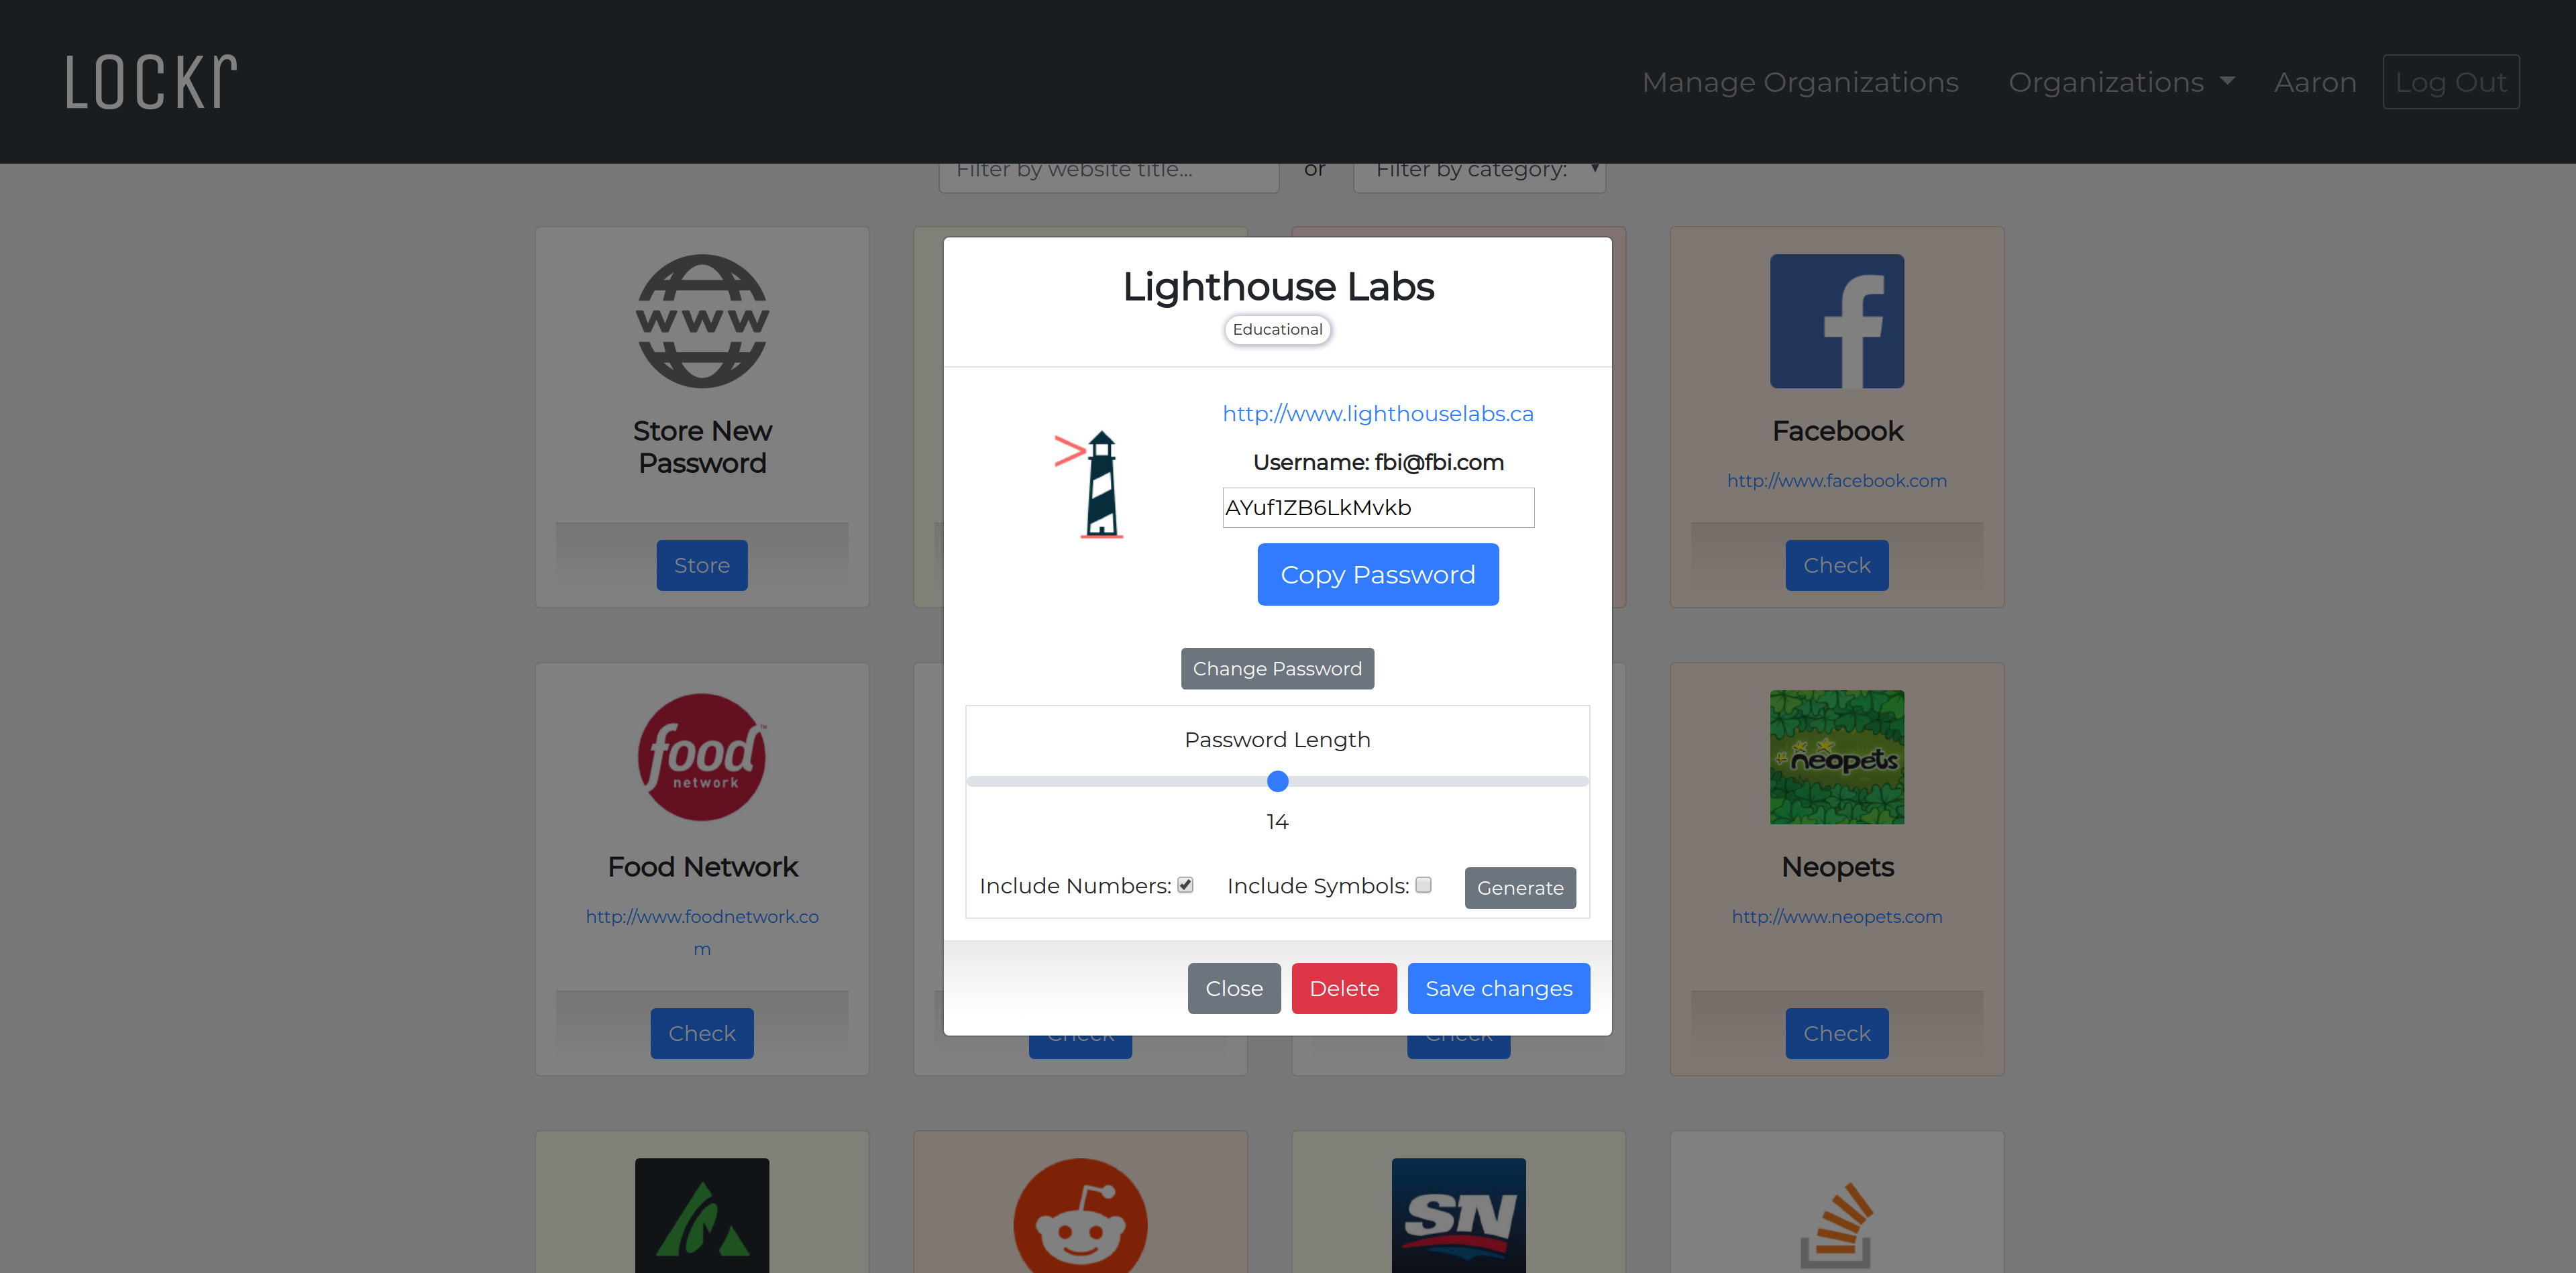 LOCKr
Manage Organizations
Organizations
Aaron
Log Out
Filter by website title...
or
Filter by category:
www
Store New
Password
Store
Lighthouse Labs
Educational
http://www.lighthouselabs.ca
Username: fbi@fbi.com
AYuf1ZB6LkMvkb
Copy Password
Change Password
Password Length
14
Include Numbers:
Include Symbols:
Generate
Close
Delete
Save changes
Facebook
http://www.facebook.com
Check
food
network
Food Network
http://www.foodnetwork.co
m
Check
Check
Check
neopets
Neopets
http://www.neopets.com
Check
SN